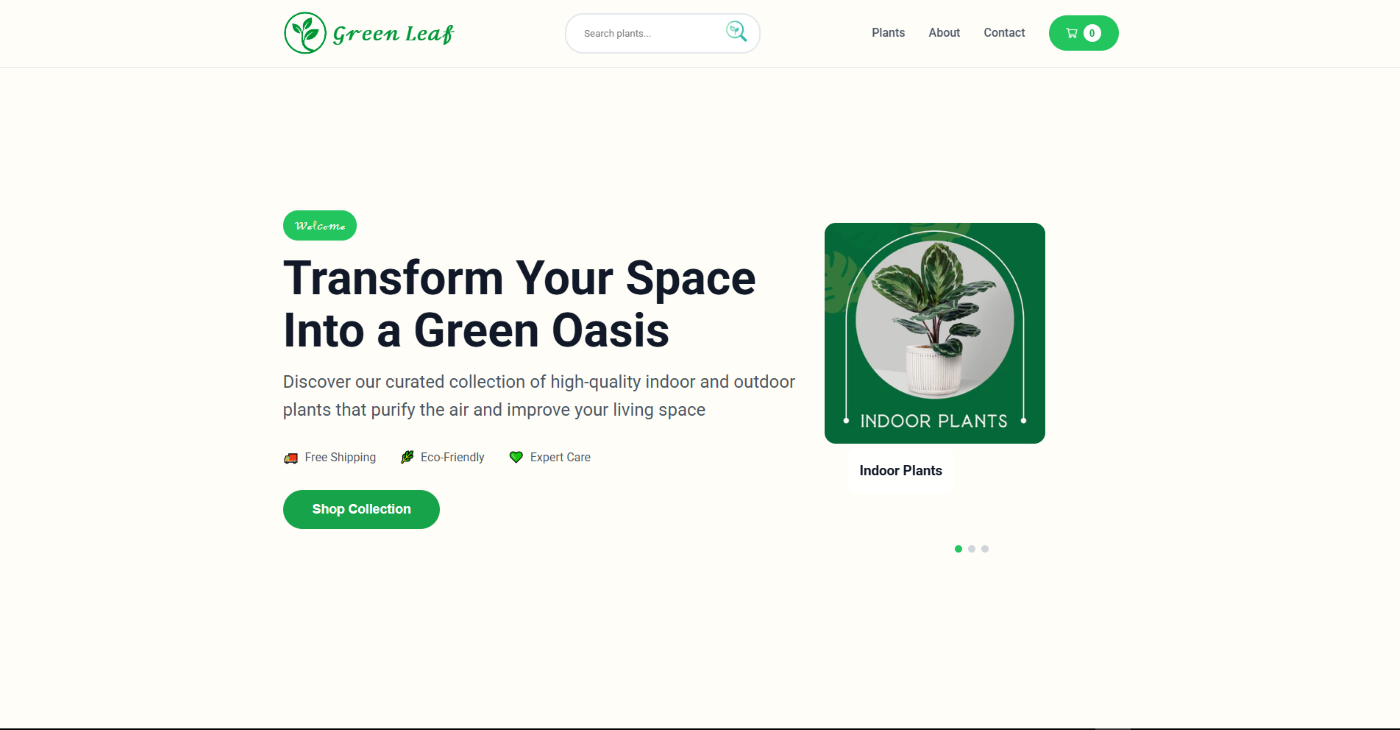 Green Leaf
Search plants...
Plants
About
Contact
0
Welcome
Transform Your Space
Into a Green Oasis
Discover our curated collection of high-quality indoor and outdoor
plants that purify the air and improve your living space
Free Shipping
Eco-Friendly
Expert Care
Shop Collection
INDOOR PLANTS
Indoor Plants